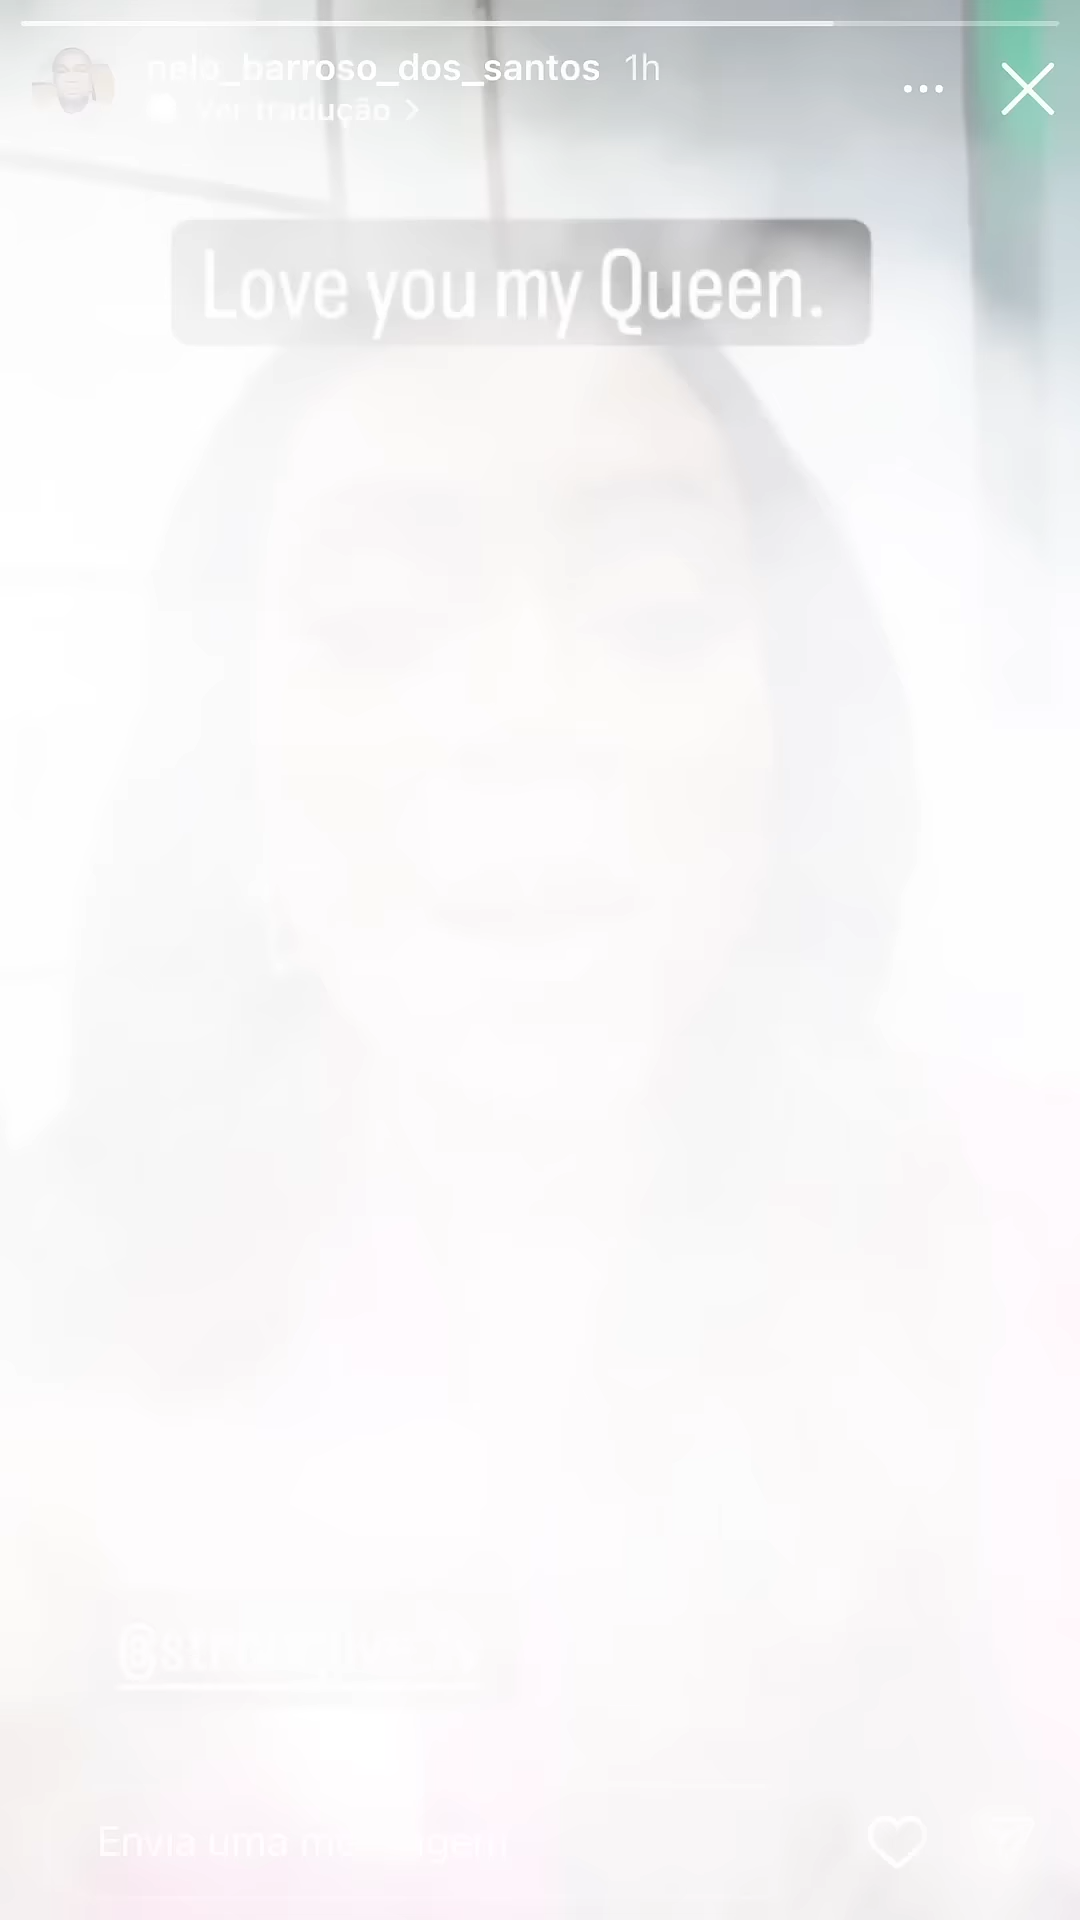 nelo_barroso_dos_santos 1h
Ver tradução
Love you my Queen.
Envia uma mensagem